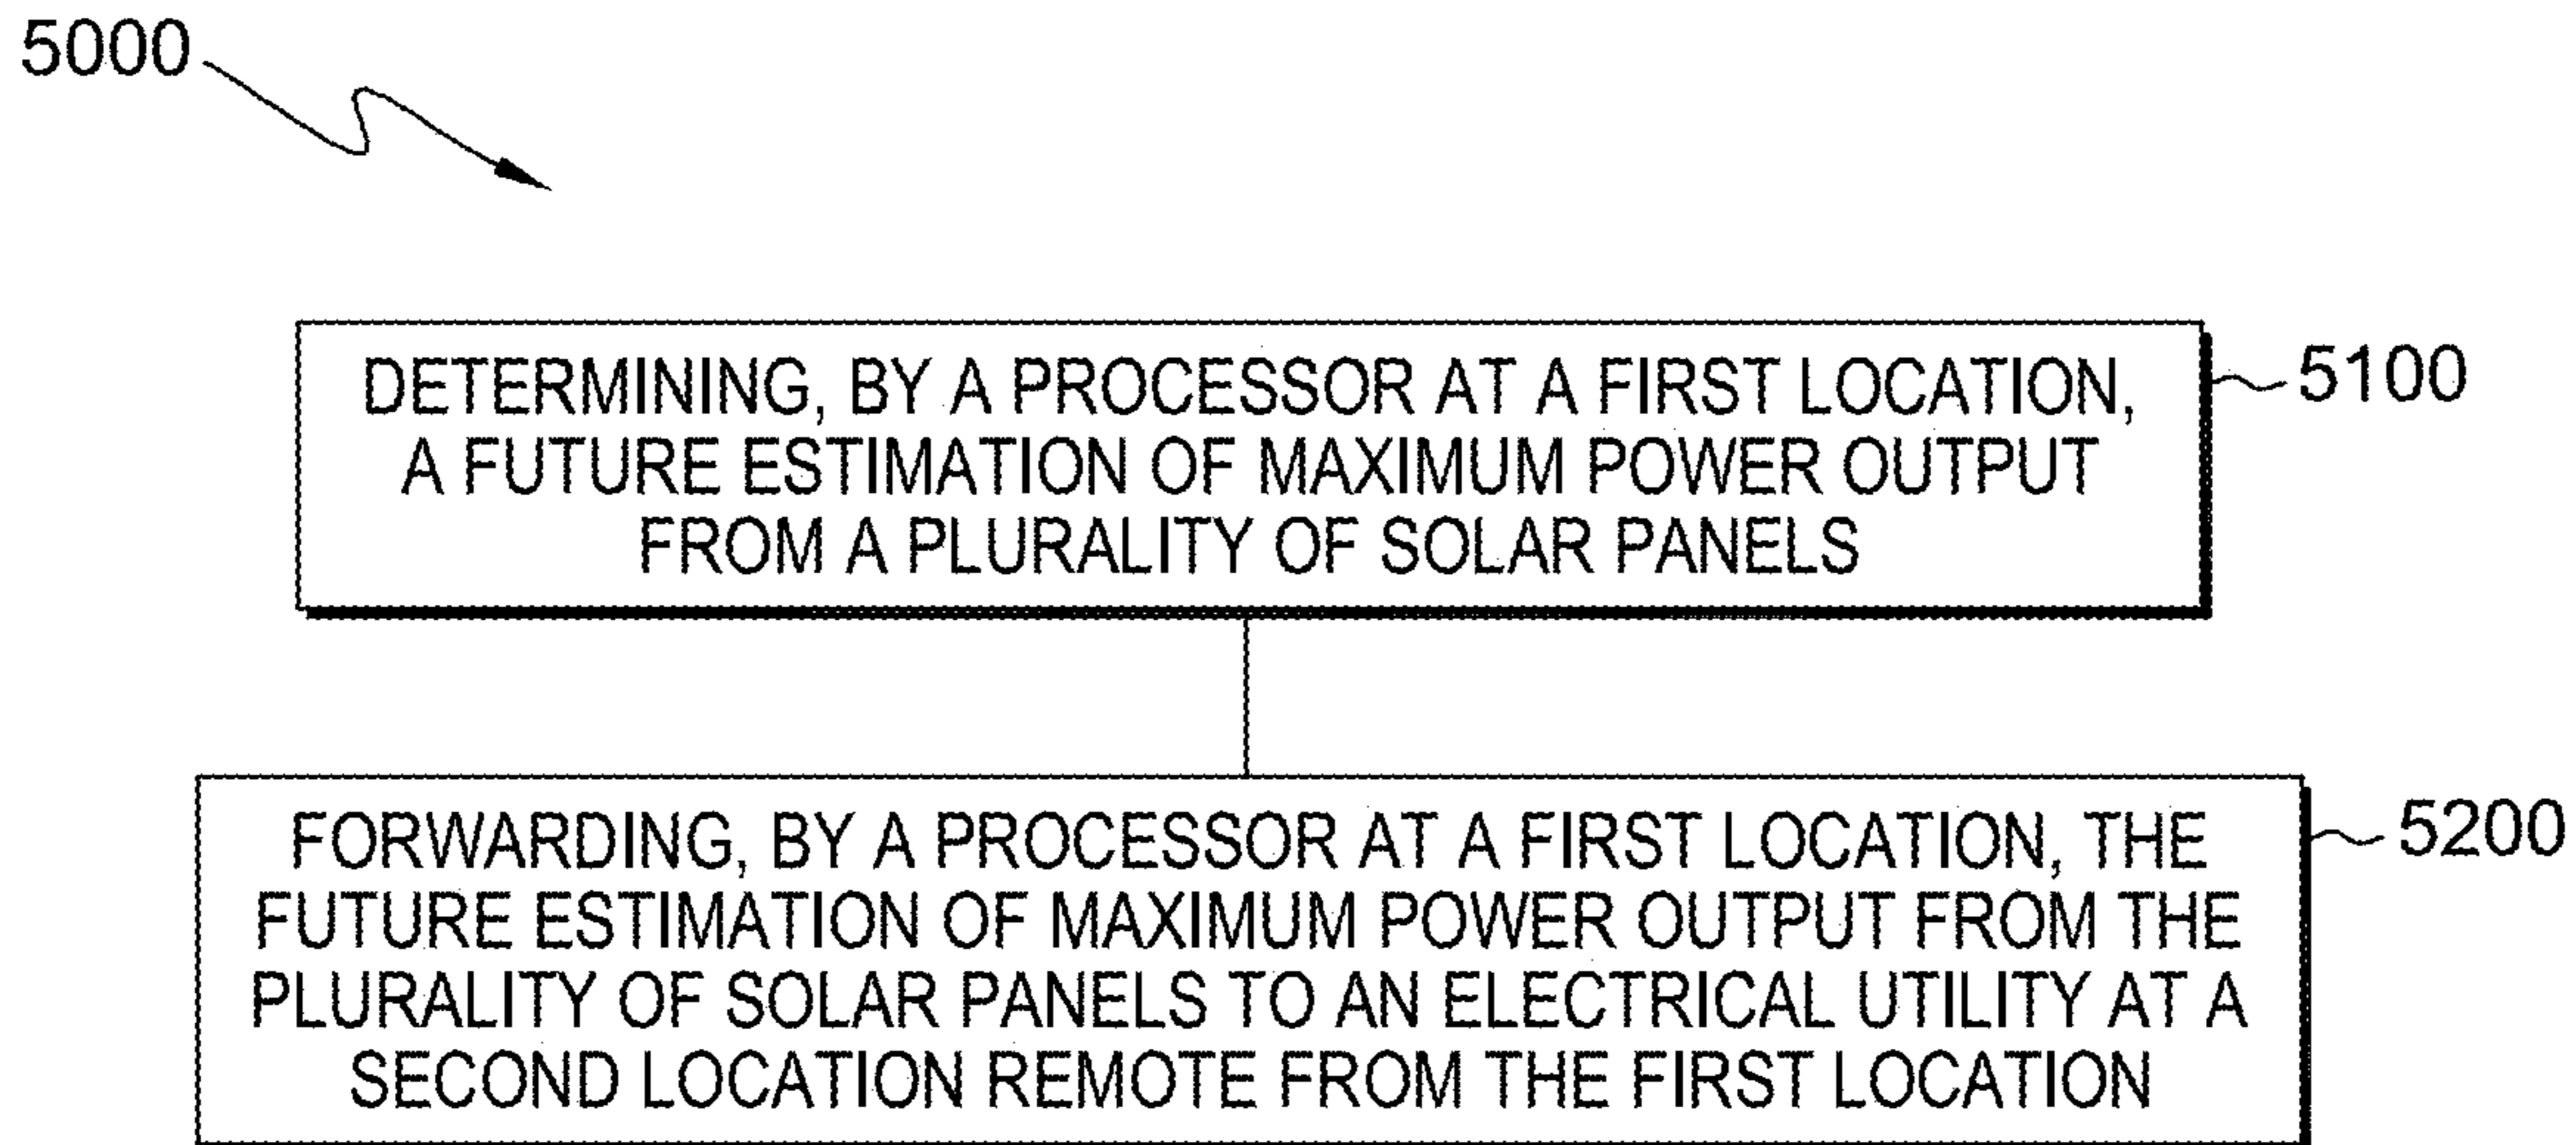 5000
DETERMINING, BY A PROCESSOR AT A FIRST LOCATION,
A FUTURE ESTIMATION OF MAXIMUM POWER OUTPUT
FROM A PLURALITY OF SOLAR PANELS
5100
FORWARDING, BY A PROCESSOR AT A FIRST LOCATION, THE
FUTURE ESTIMATION OF MAXIMUM POWER OUTPUT FROM THE
PLURALITY OF SOLAR PANELS TO AN ELECTRICAL UTILITY AT A
SECOND LOCATION REMOTE FROM THE FIRST LOCATION
5200